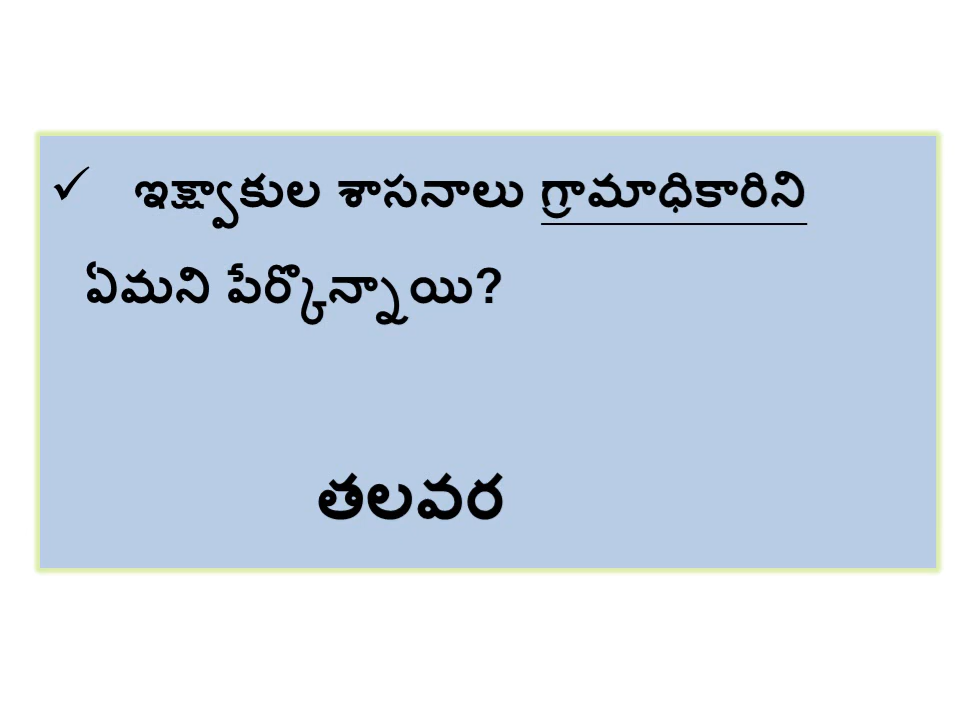 ✓ ఇక్ష్వాకుల శాసనాలు గ్రామాధికారిని
ఏమని పేర్కొన్నాయి?
తలవర